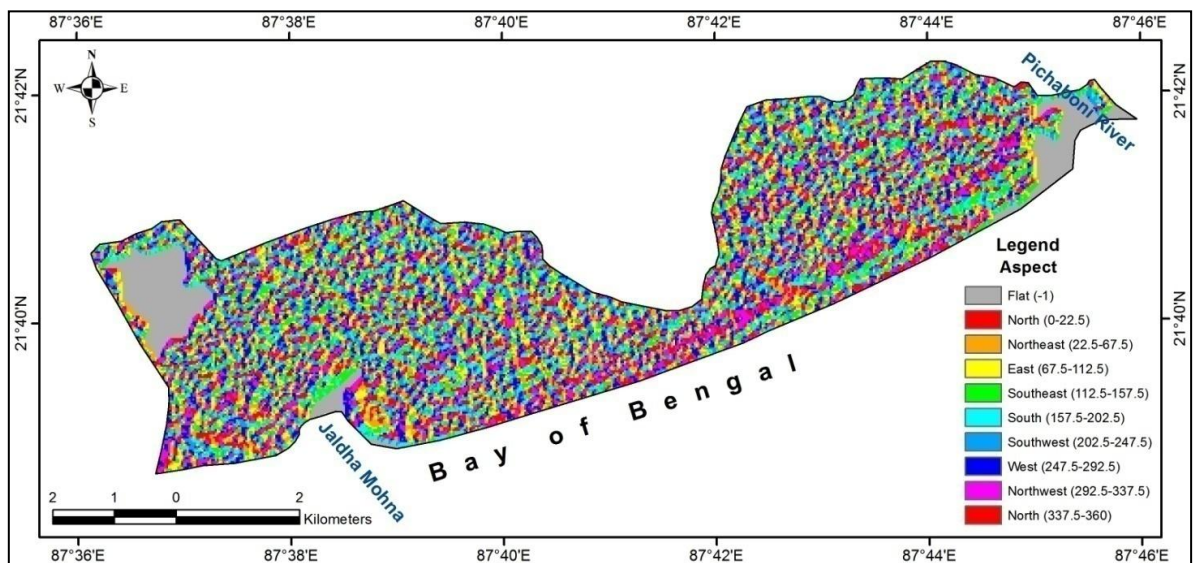 87°36'E 87°38'E 87°40'E 87°42'E 87°44'E 87°46'E
N
W E
S
21°42'N 21°42'N
Pichaboni River
21°40'N 21°40'N
Legend
Aspect
Flat (-1)
North (0-22.5)
Northeast (22.5-67.5)
East (67.5-112.5)
Southeast (112.5-157.5)
South (157.5-202.5)
Southwest (202.5-247.5)
West (247.5-292.5)
Northwest (292.5-337.5)
North (337.5-360)
Bay of Bengal
Jaldha Mohna
2 1 0 2
Kilometers
87°36'E 87°38'E 87°40'E 87°42'E 87°44'E 87°46'E